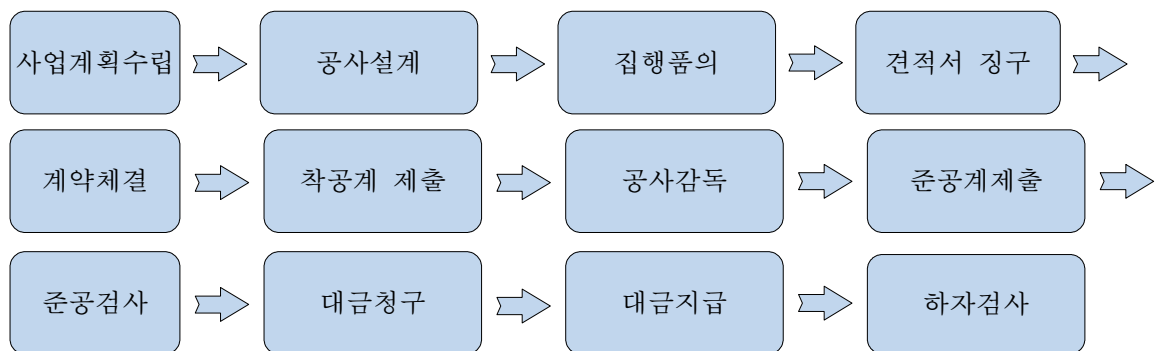 사업계획수립 공사설계 집행품의 견적서 징구
계약체결 착공계 제출 공사감독 준공계제출
준공검사 대금청구 대금지급 하자검사